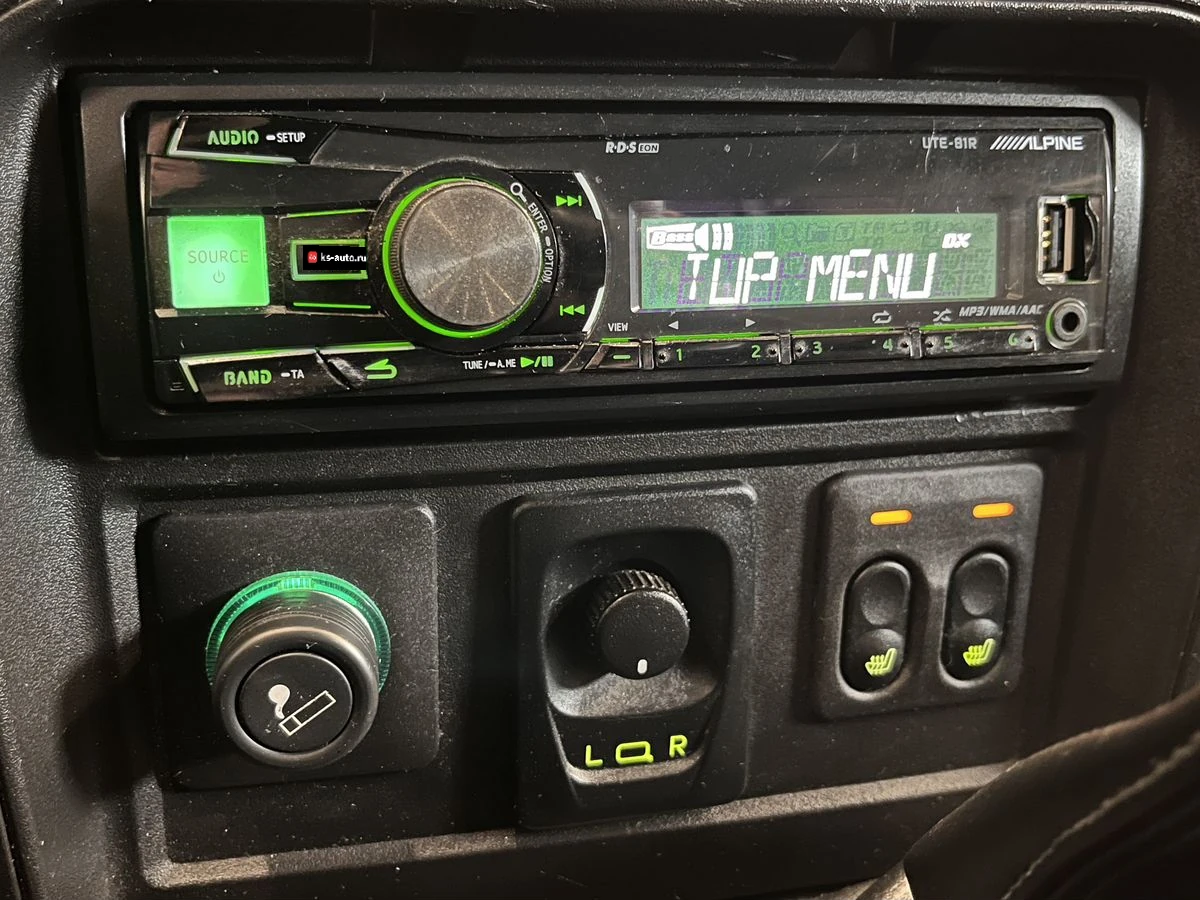 AUDIO SETUP
R·D·S EON
UTE-81R ALPINE
SOURCE
ks-auto.ru
ENTER OPTION
Bass
DX
TOP MENU
MP3/WMA/AAC
VIEW
1 2 3 4 5 6
BAND TA
TUNE/ A.ME
L R